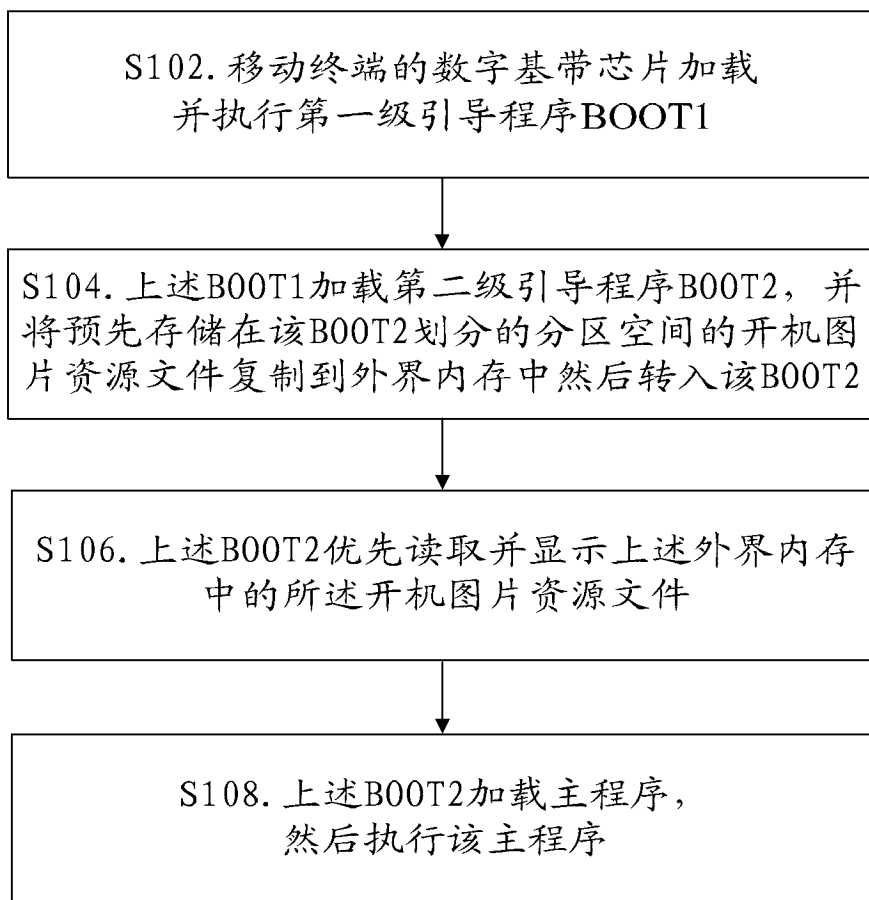 S102.移动终端的数字基带芯片加载
并执行第一级引导程序BOOT1
S104.上述BOOT1加载第二级引导程序BOOT2，并
将预先存储在该BOOT2划分的分区空间的开机图
片资源文件复制到外界内存中然后转入该BOOT2
S106.上述BOOT2优先读取并显示上述外界内存
中的所述开机图片资源文件
S108.上述BOOT2加载主程序，
然后执行该主程序